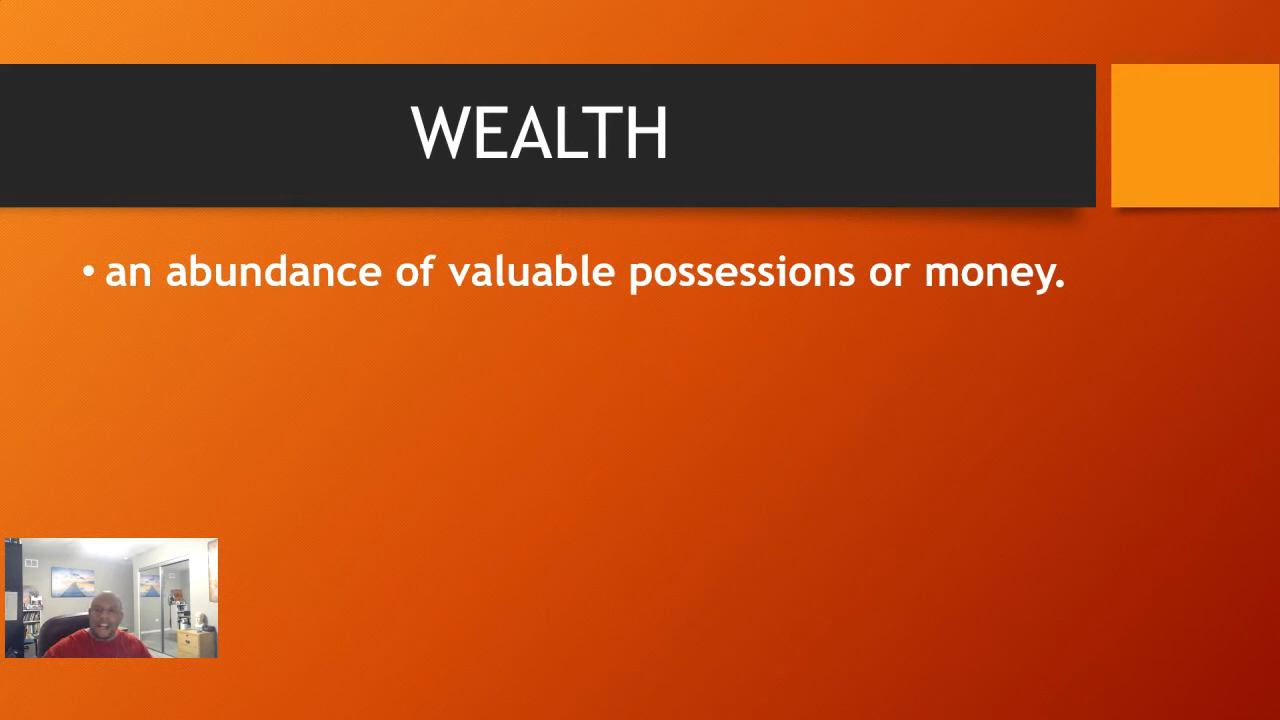 WEALTH
• an abundance of valuable possessions or money.